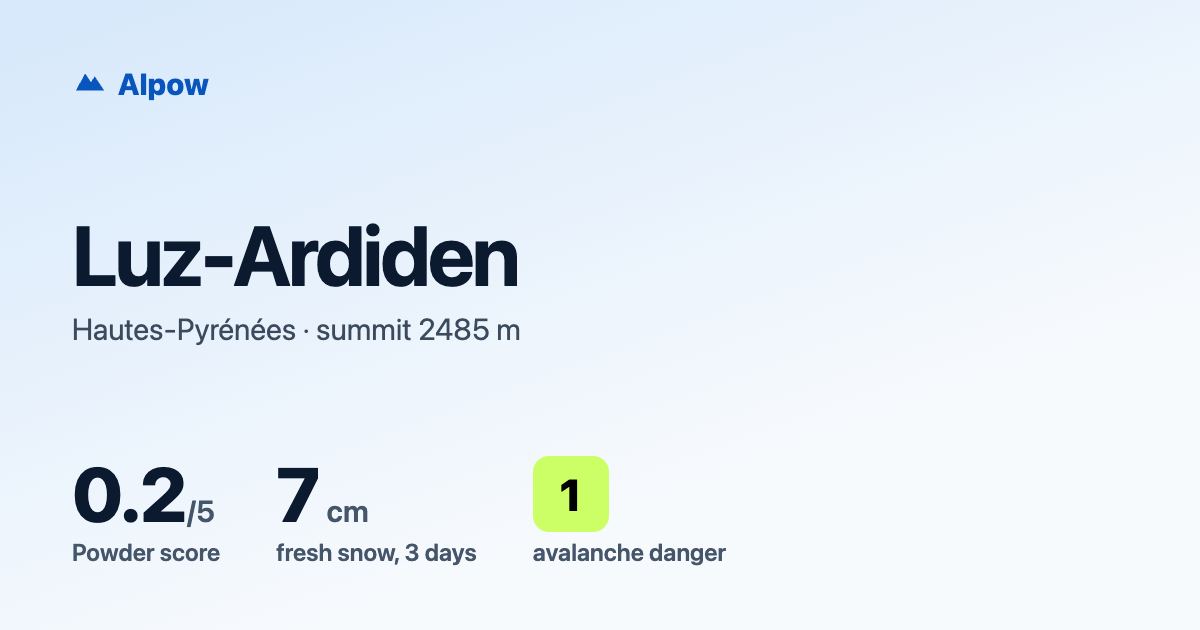 Alpow
Luz-Ardiden
Hautes-Pyrénées · summit 2485 m
0.2/5 7 cm 1
Powder score fresh snow, 3 days avalanche danger